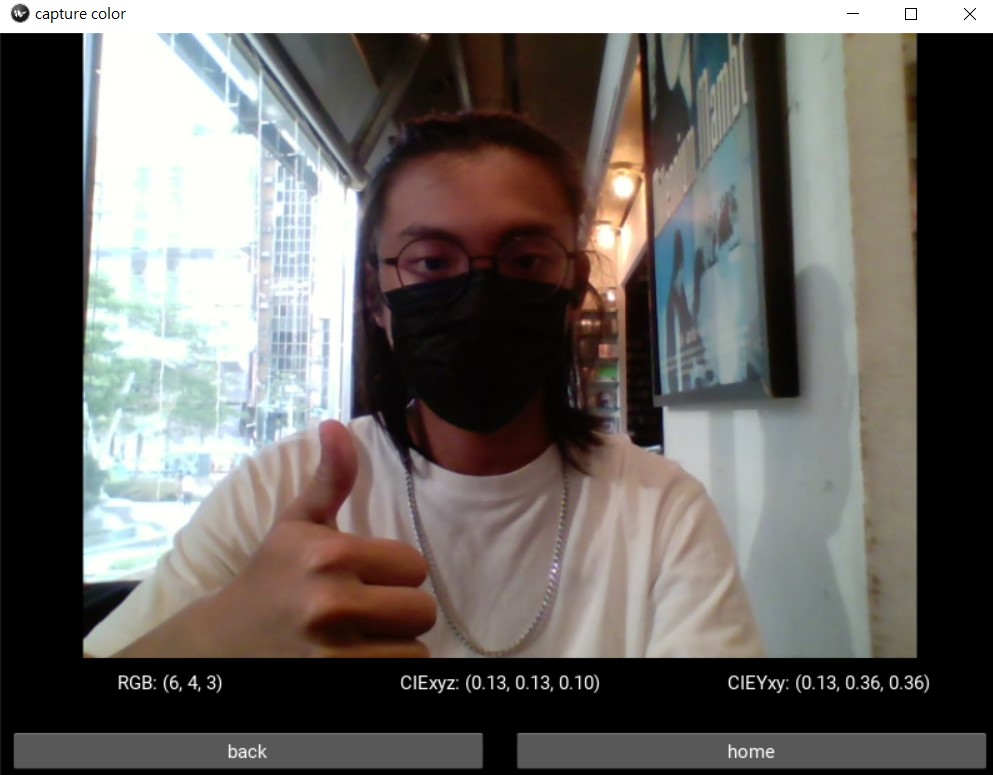 capture color
Mambo
RGB: (6, 4, 3)
CIExyz: (0.13, 0.13, 0.10)
CIEYxy: (0.13, 0.36, 0.36)
back
home